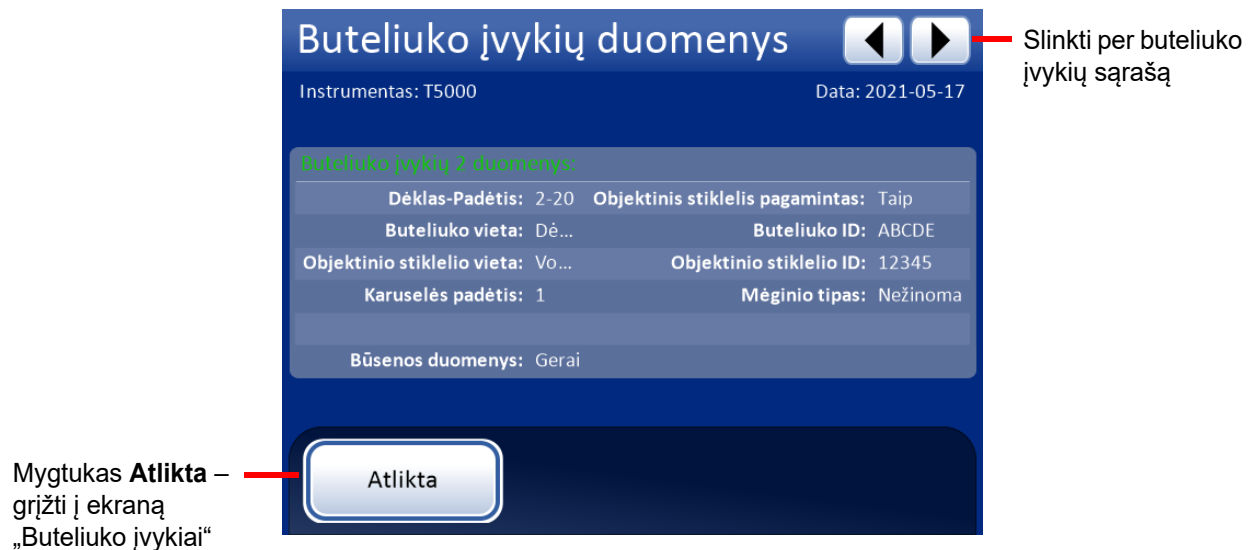 Buteliuko įvykių duomenys
Slinkti per buteliuko
įvykių sąrašą
Instrumentas: T5000 Data: 2021-05-17
Buteliuko įvykių 2 duomenys:
Dėklas-Padėtis: 2-20 Objektinis stiklelis pagamintas: Taip
Buteliuko vieta: Dė... Buteliuko ID: ABCDE
Objektinio stiklelio vieta: Vo... Objektinio stiklelio ID: 12345
Karuselės padėtis: 1 Mėginio tipas: Nežinoma
Būsenos duomenys: Gerai
Atlikta
Mygtukas Atlikta –
grįžti į ekraną
„Buteliuko įvykiai“